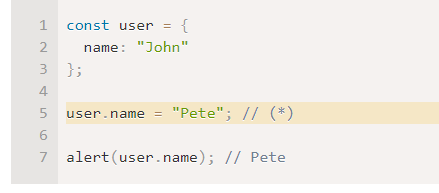 1 const user = {
2   name: "John"
3 };
4
5 user.name = "Pete"; // (*)
6
7 alert(user.name); // Pete